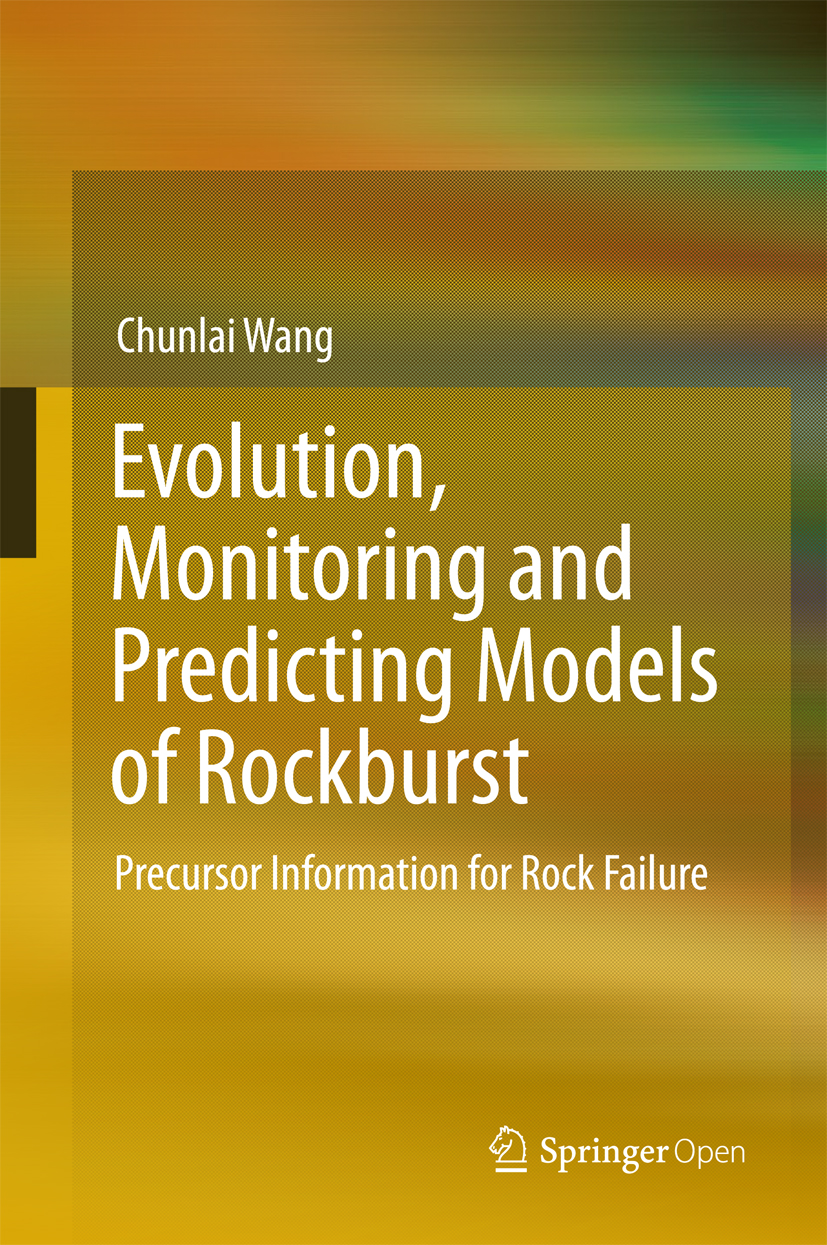 Chunlai Wang
Evolution,
Monitoring and
Predicting Models
of Rockburst
Precursor Information for Rock Failure
Springer Open